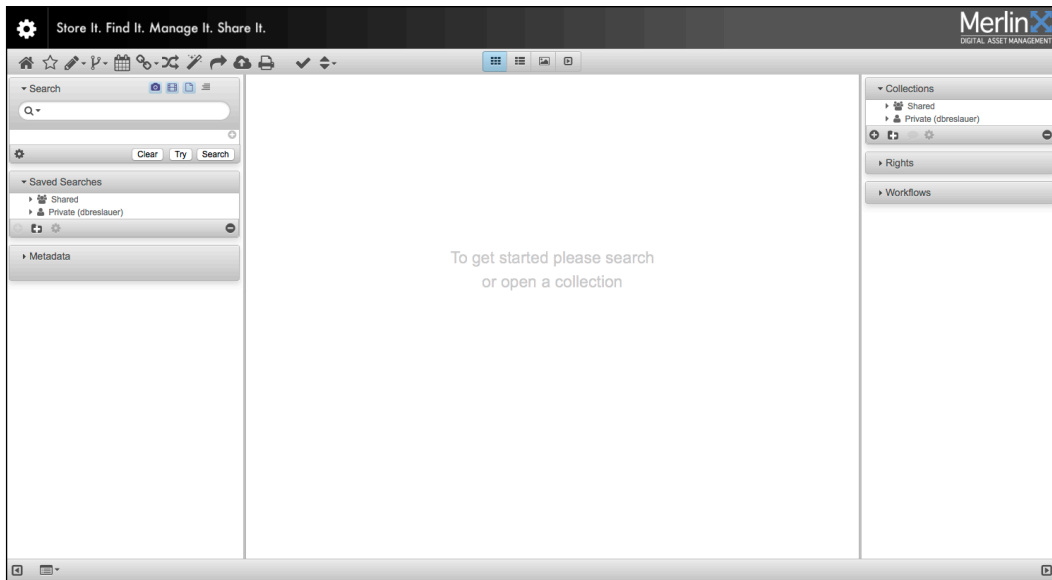 Store It. Find It. Manage It. Share It.
MerlinX
DIGITAL ASSET MANAGEMENT
Search
Clear
Try
Search
Saved Searches
Shared
Private (dbreslauer)
Metadata
To get started please search
or open a collection
Collections
Shared
Private (dbreslauer)
Rights
Workflows